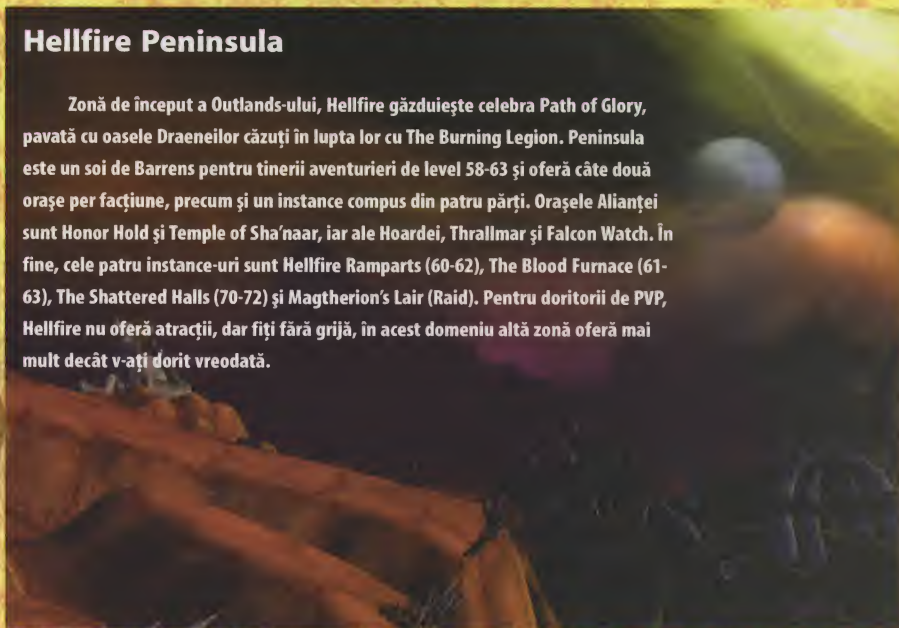 Hellfire Peninsula
Zonă de început a Outlands-ului, Hellfire găzduieşte celebra Path of Glory,
pavată cu oasele Draeneilor căzuţi în lupta lor cu The Burning Legion. Peninsula
este un soi de Barrens pentru tinerii aventurieri de level 58-63 şi oferă câte două
oraşe per facţiune, precum şi un instance compus din patru părţi. Oraşele Alianţei
sunt Honor Hold şi Temple of Sha'naar, iar ale Hoardei, Thrallmar şi Falcon Watch. În
fine, cele patru instance-uri sunt Hellfire Ramparts (60-62), The Blood Furnace (61-
63), The Shattered Halls (70-72) şi Magtherion's Lair (Raid). Pentru doritorii de PVP,
Hellfire nu oferă atracţii, dar fiţi fără grijă, în acest domeniu altă zonă oferă mai
mult decât v-aţi dorit vreodată.